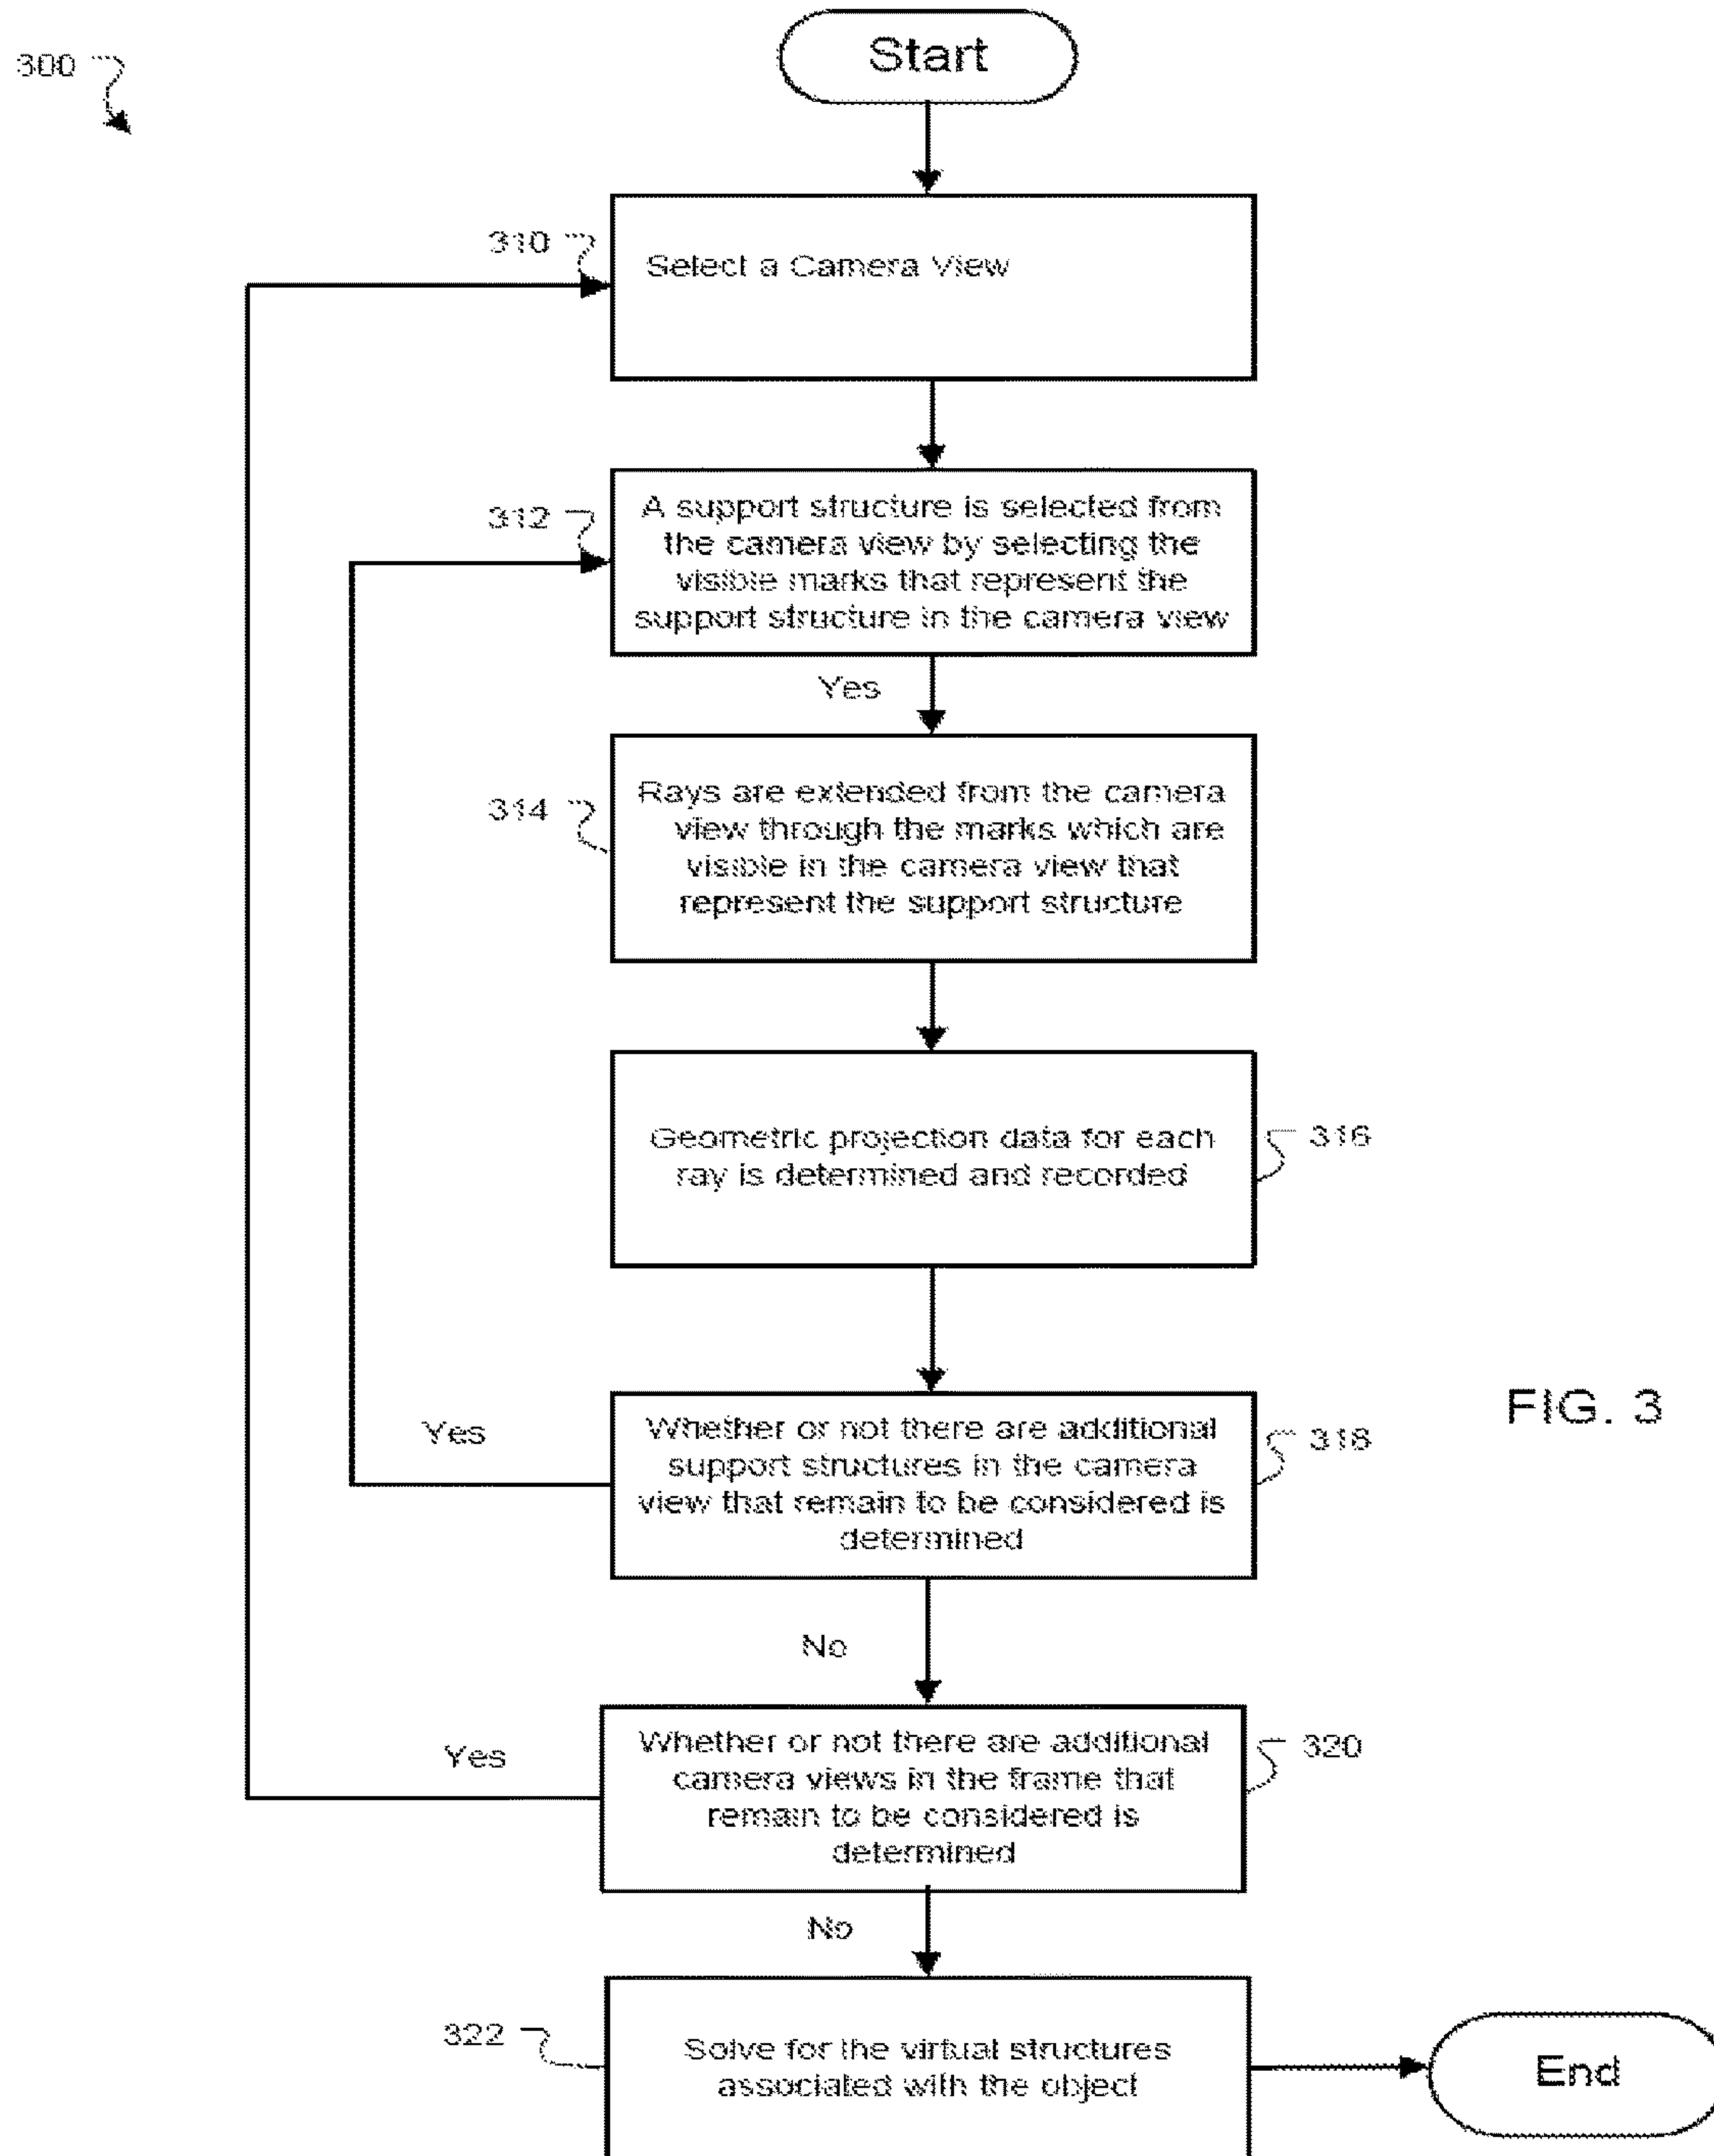 Start
300
310
Select a Camera View
312
A support structure is selected from
the camera view by selecting the
visible marks that represent the
support structure in the camera view
Yes
314
Rays are extended from the camera
view through the marks which are
visible in the camera view that
represent the support structure
Geometric projection data for each
ray is determined and recorded
316
Yes
Whether or not there are additional
support structures in the camera
view that remain to be considered is
determined
318
FIG. 3
No
Yes
Whether or not there are additional
camera views in the frame that
remain to be considered is
determined
320
No
322
Solve for the virtual structures
associated with the object
End